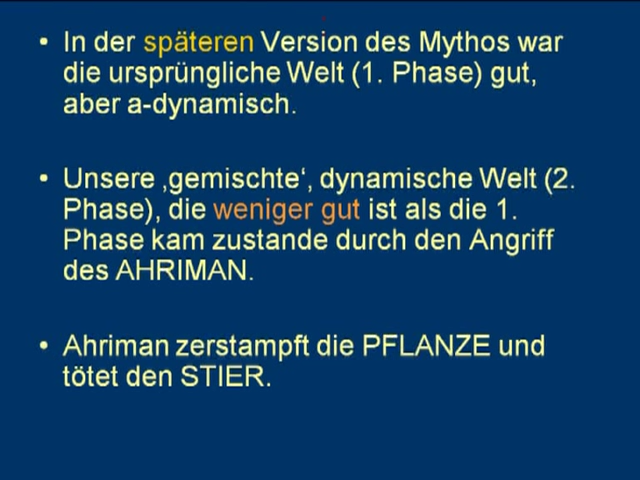 • In der späteren Version des Mythos war
die ursprüngliche Welt (1. Phase) gut,
aber a-dynamisch.
• Unsere ‚gemischte‘, dynamische Welt (2.
Phase), die weniger gut ist als die 1.
Phase kam zustande durch den Angriff
des AHRIMAN.
• Ahriman zerstampft die PFLANZE und
tötet den STIER.